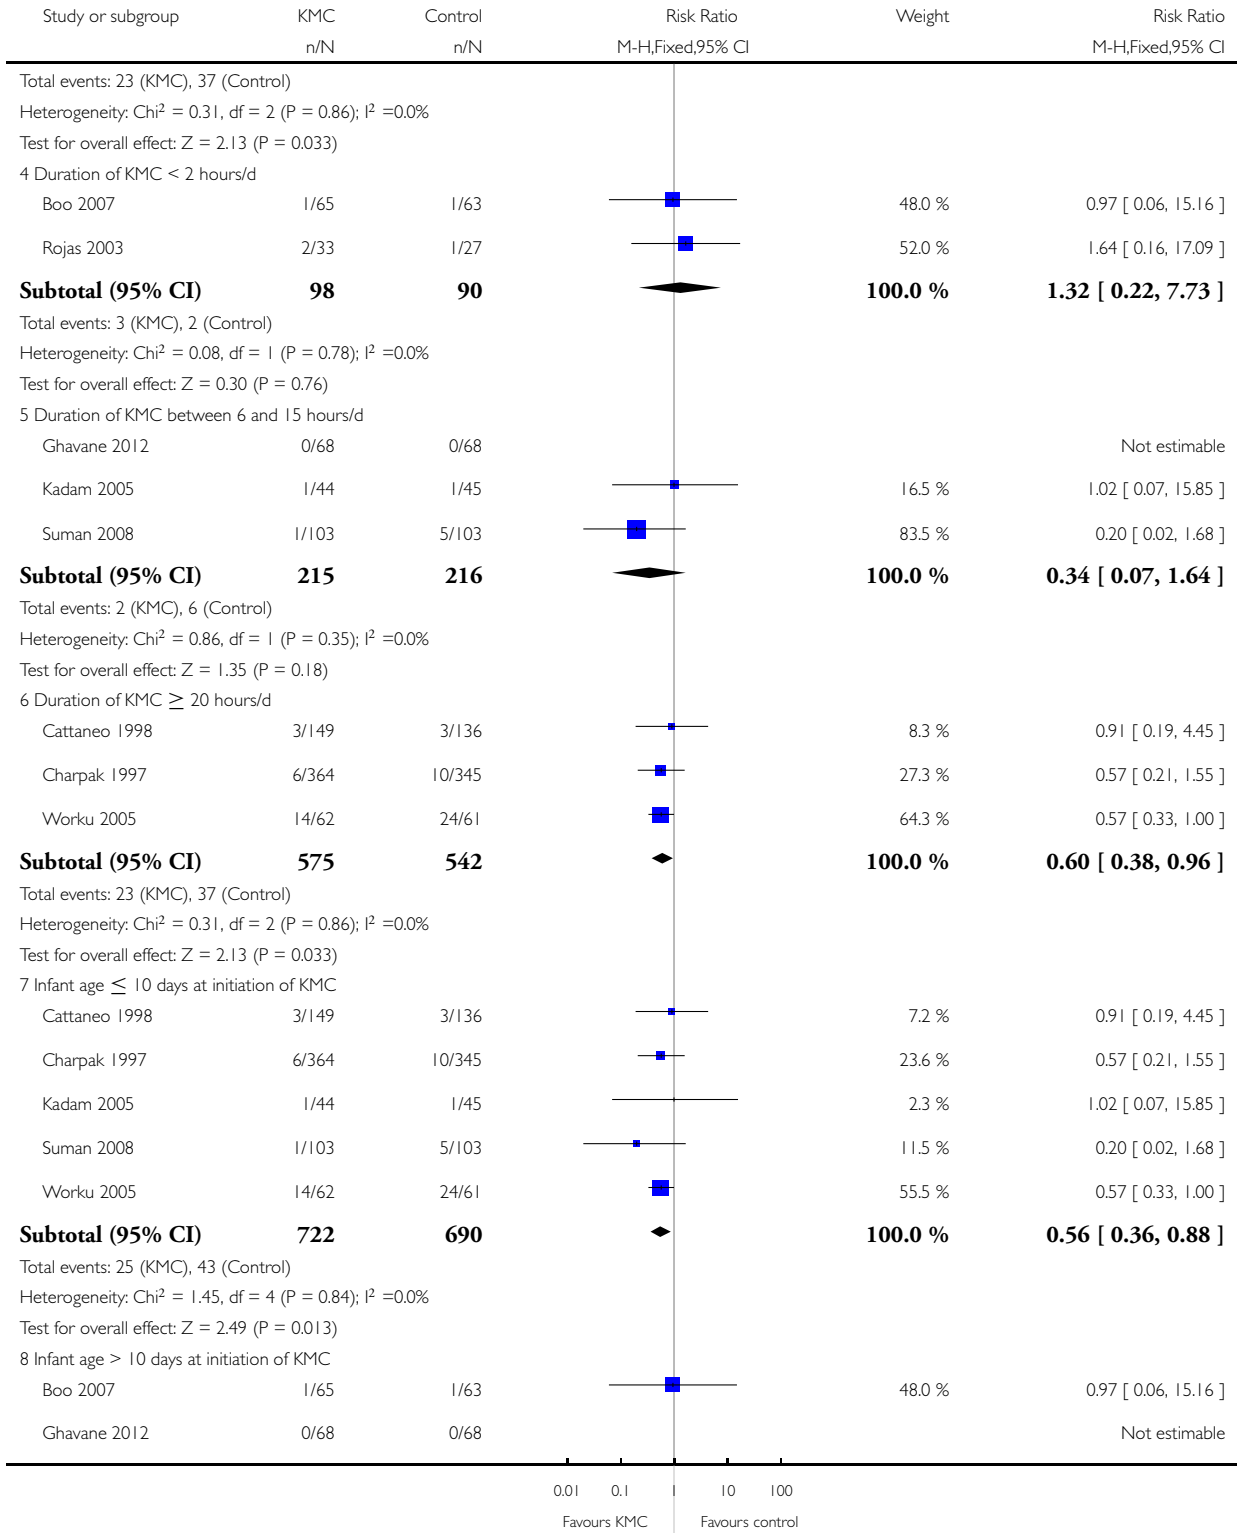 Study or subgroup KMC Control Risk Ratio Weight Risk Ratio
n/N n/N M-H,Fixed,95% CI M-H,Fixed,95% CI
Total events: 23 (KMC), 37 (Control)
Heterogeneity: Chi² = 0.31, df = 2 (P = 0.86); I² =0.0%
Test for overall effect: Z = 2.13 (P = 0.033)
4 Duration of KMC < 2 hours/d
Boo 2007 1/65 1/63 48.0 % 0.97 [ 0.06, 15.16 ]
Rojas 2003 2/33 1/27 52.0 % 1.64 [ 0.16, 17.09 ]
Subtotal (95% CI) 98 90 100.0 % 1.32 [ 0.22, 7.73 ]
Total events: 3 (KMC), 2 (Control)
Heterogeneity: Chi² = 0.08, df = 1 (P = 0.78); I² =0.0%
Test for overall effect: Z = 0.30 (P = 0.76)
5 Duration of KMC between 6 and 15 hours/d
Ghavane 2012 0/68 0/68 Not estimable
Kadam 2005 1/44 1/45 16.5 % 1.02 [ 0.07, 15.85 ]
Suman 2008 1/103 5/103 83.5 % 0.20 [ 0.02, 1.68 ]
Subtotal (95% CI) 215 216 100.0 % 0.34 [ 0.07, 1.64 ]
Total events: 2 (KMC), 6 (Control)
Heterogeneity: Chi² = 0.86, df = 1 (P = 0.35); I² =0.0%
Test for overall effect: Z = 1.35 (P = 0.18)
6 Duration of KMC ≥ 20 hours/d
Cattaneo 1998 3/149 3/136 8.3 % 0.91 [ 0.19, 4.45 ]
Charpak 1997 6/364 10/345 27.3 % 0.57 [ 0.21, 1.55 ]
Worku 2005 14/62 24/61 64.3 % 0.57 [ 0.33, 1.00 ]
Subtotal (95% CI) 575 542 100.0 % 0.60 [ 0.38, 0.96 ]
Total events: 23 (KMC), 37 (Control)
Heterogeneity: Chi² = 0.31, df = 2 (P = 0.86); I² =0.0%
Test for overall effect: Z = 2.13 (P = 0.033)
7 Infant age ≤ 10 days at initiation of KMC
Cattaneo 1998 3/149 3/136 7.2 % 0.91 [ 0.19, 4.45 ]
Charpak 1997 6/364 10/345 23.6 % 0.57 [ 0.21, 1.55 ]
Kadam 2005 1/44 1/45 2.3 % 1.02 [ 0.07, 15.85 ]
Suman 2008 1/103 5/103 11.5 % 0.20 [ 0.02, 1.68 ]
Worku 2005 14/62 24/61 55.5 % 0.57 [ 0.33, 1.00 ]
Subtotal (95% CI) 722 690 100.0 % 0.56 [ 0.36, 0.88 ]
Total events: 25 (KMC), 43 (Control)
Heterogeneity: Chi² = 1.45, df = 4 (P = 0.84); I² =0.0%
Test for overall effect: Z = 2.49 (P = 0.013)
8 Infant age > 10 days at initiation of KMC
Boo 2007 1/65 1/63 48.0 % 0.97 [ 0.06, 15.16 ]
Ghavane 2012 0/68 0/68 Not estimable
0.01 0.1 1 10 100
Favours KMC Favours control